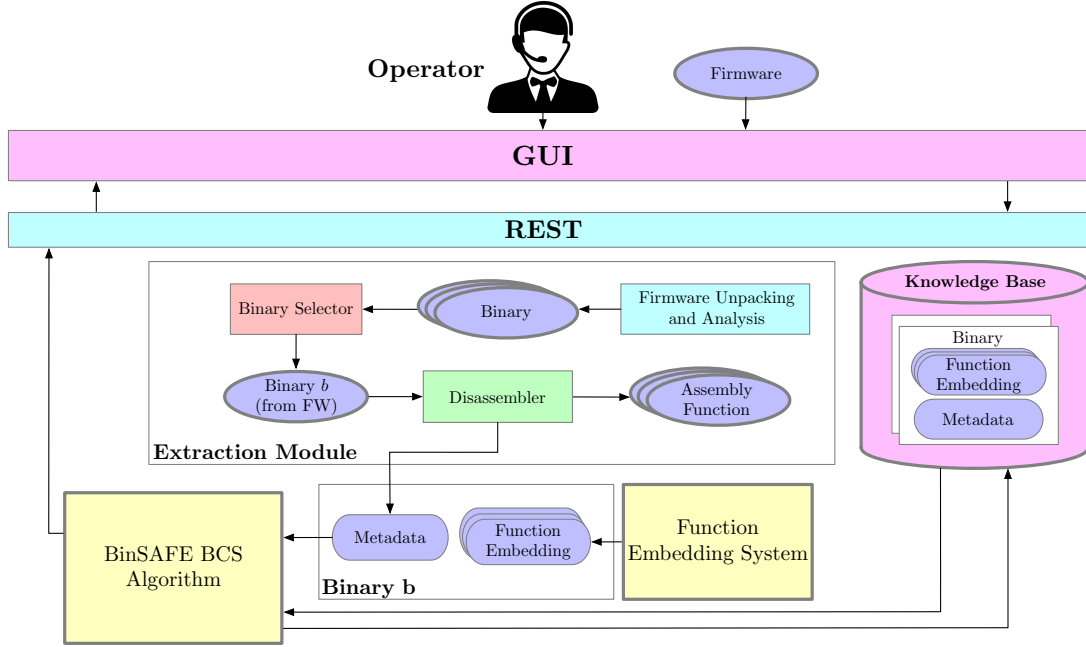 Operator
Firmware
GUI
REST
Binary Selector
Binary
Firmware Unpacking
and Analysis
Binary b
(from FW)
Disassembler
Assembly
Function
Extraction Module
Knowledge Base
Binary
Function
Embedding
Metadata
BinSAFE BCS
Algorithm
Metadata
Function
Embedding
Binary b
Function
Embedding System